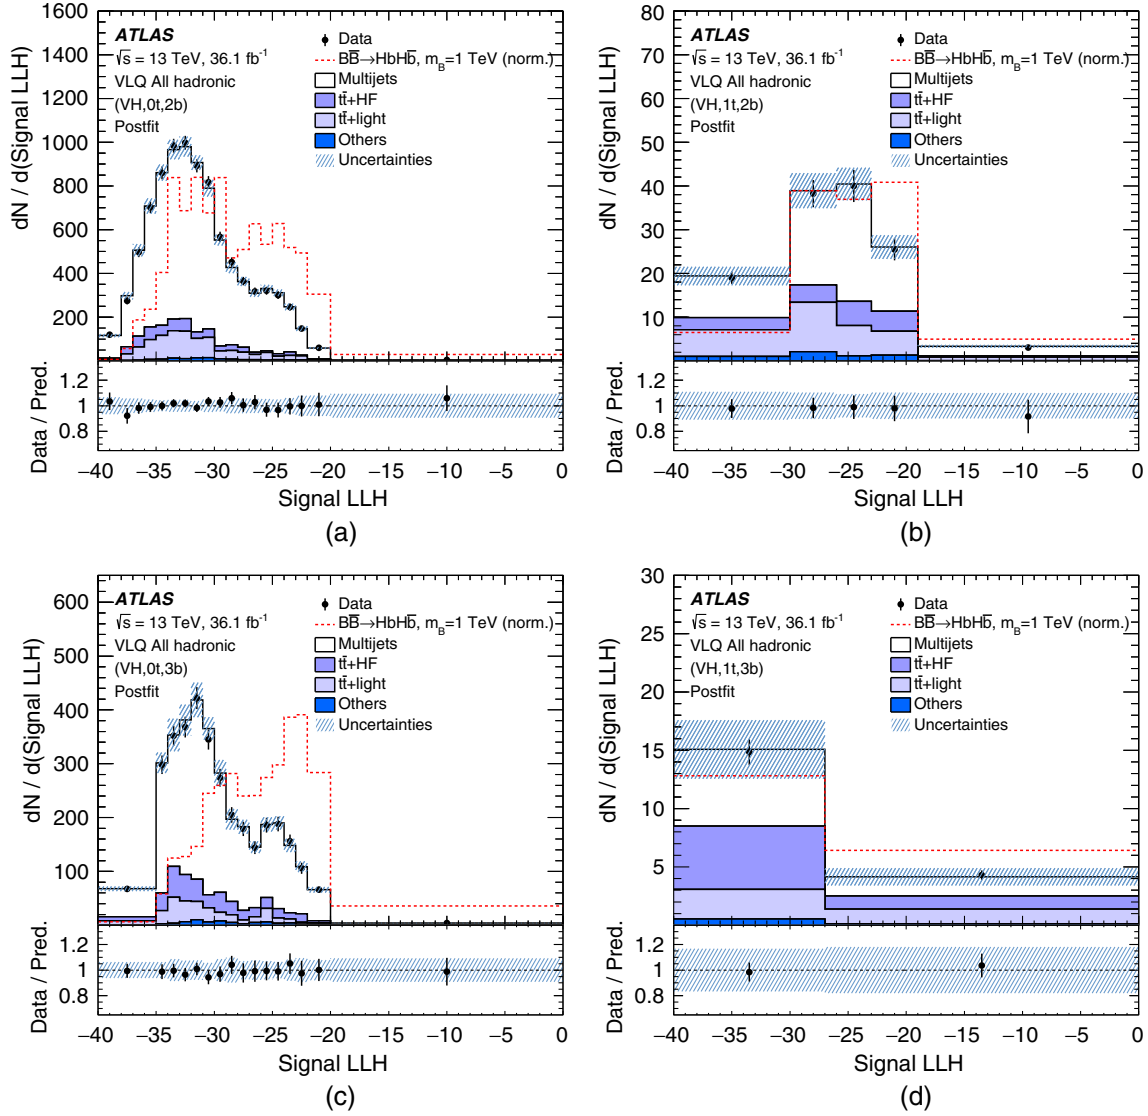 1600
1400
1200
1000
800
600
400
200
dN / d(Signal LLH)
ATLAS
√s = 13 TeV, 36.1 fb⁻¹
VLQ All hadronic
(VH,0t,2b)
Postfit
Data
BB̅→HbHb̅, m_B=1 TeV (norm.)
Multijets
tt̅+HF
tt̅+light
Others
Uncertainties
1.2
1
0.8
Data / Pred.
−40 −35 −30 −25 −20 −15 −10 −5 0
Signal LLH
(a)
80
70
60
50
40
30
20
10
dN / d(Signal LLH)
ATLAS
√s = 13 TeV, 36.1 fb⁻¹
VLQ All hadronic
(VH,1t,2b)
Postfit
Data
BB̅→HbHb̅, m_B=1 TeV (norm.)
Multijets
tt̅+HF
tt̅+light
Others
Uncertainties
1.2
1
0.8
Data / Pred.
−40 −35 −30 −25 −20 −15 −10 −5 0
Signal LLH
(b)
600
500
400
300
200
100
dN / d(Signal LLH)
ATLAS
√s = 13 TeV, 36.1 fb⁻¹
VLQ All hadronic
(VH,0t,3b)
Postfit
Data
BB̅→HbHb̅, m_B=1 TeV (norm.)
Multijets
tt̅+HF
tt̅+light
Others
Uncertainties
1.2
1
0.8
Data / Pred.
−40 −35 −30 −25 −20 −15 −10 −5 0
Signal LLH
(c)
30
25
20
15
10
5
dN / d(Signal LLH)
ATLAS
√s = 13 TeV, 36.1 fb⁻¹
VLQ All hadronic
(VH,1t,3b)
Postfit
Data
BB̅→HbHb̅, m_B=1 TeV (norm.)
Multijets
tt̅+HF
tt̅+light
Others
Uncertainties
1.2
1
0.8
Data / Pred.
−40 −35 −30 −25 −20 −15 −10 −5 0
Signal LLH
(d)